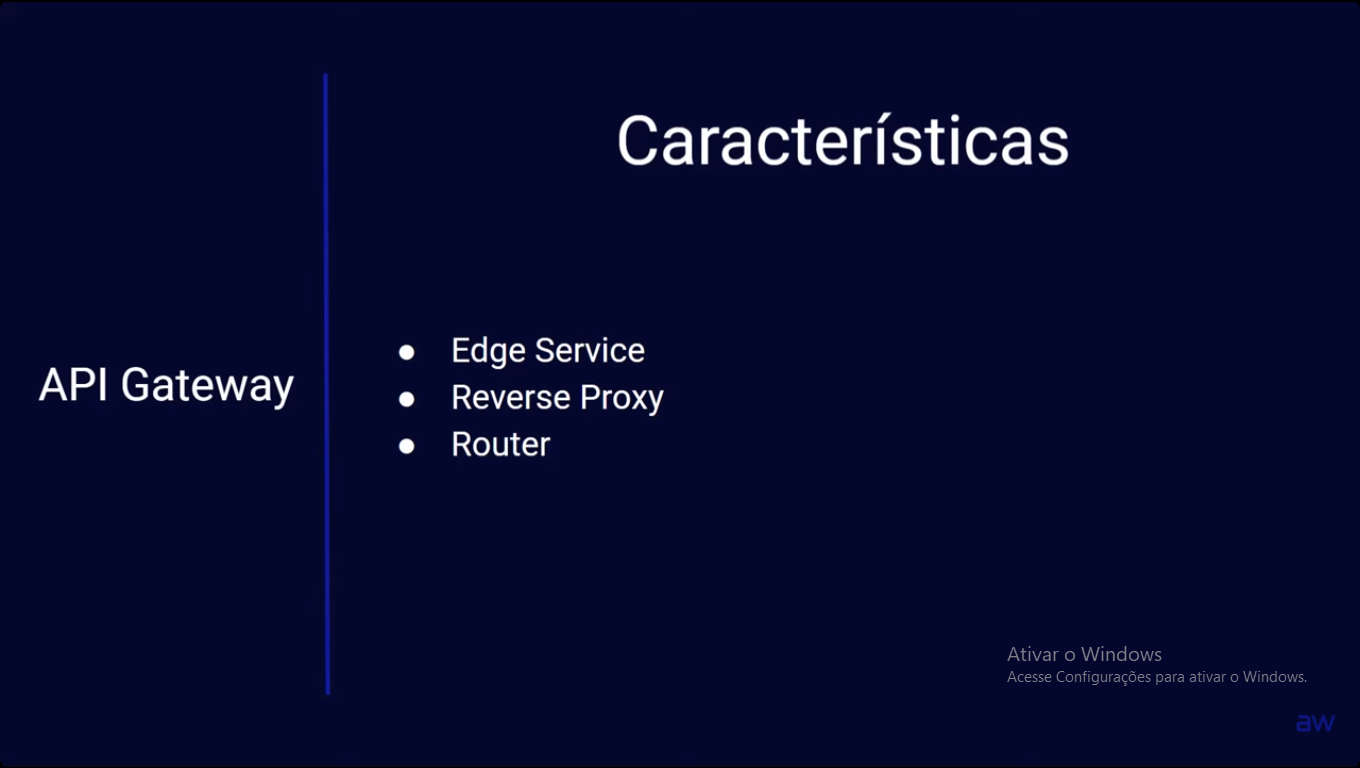 Características
API Gateway
● Edge Service
● Reverse Proxy
● Router
Ativar o Windows
Acesse Configurações para ativar o Windows.
aw